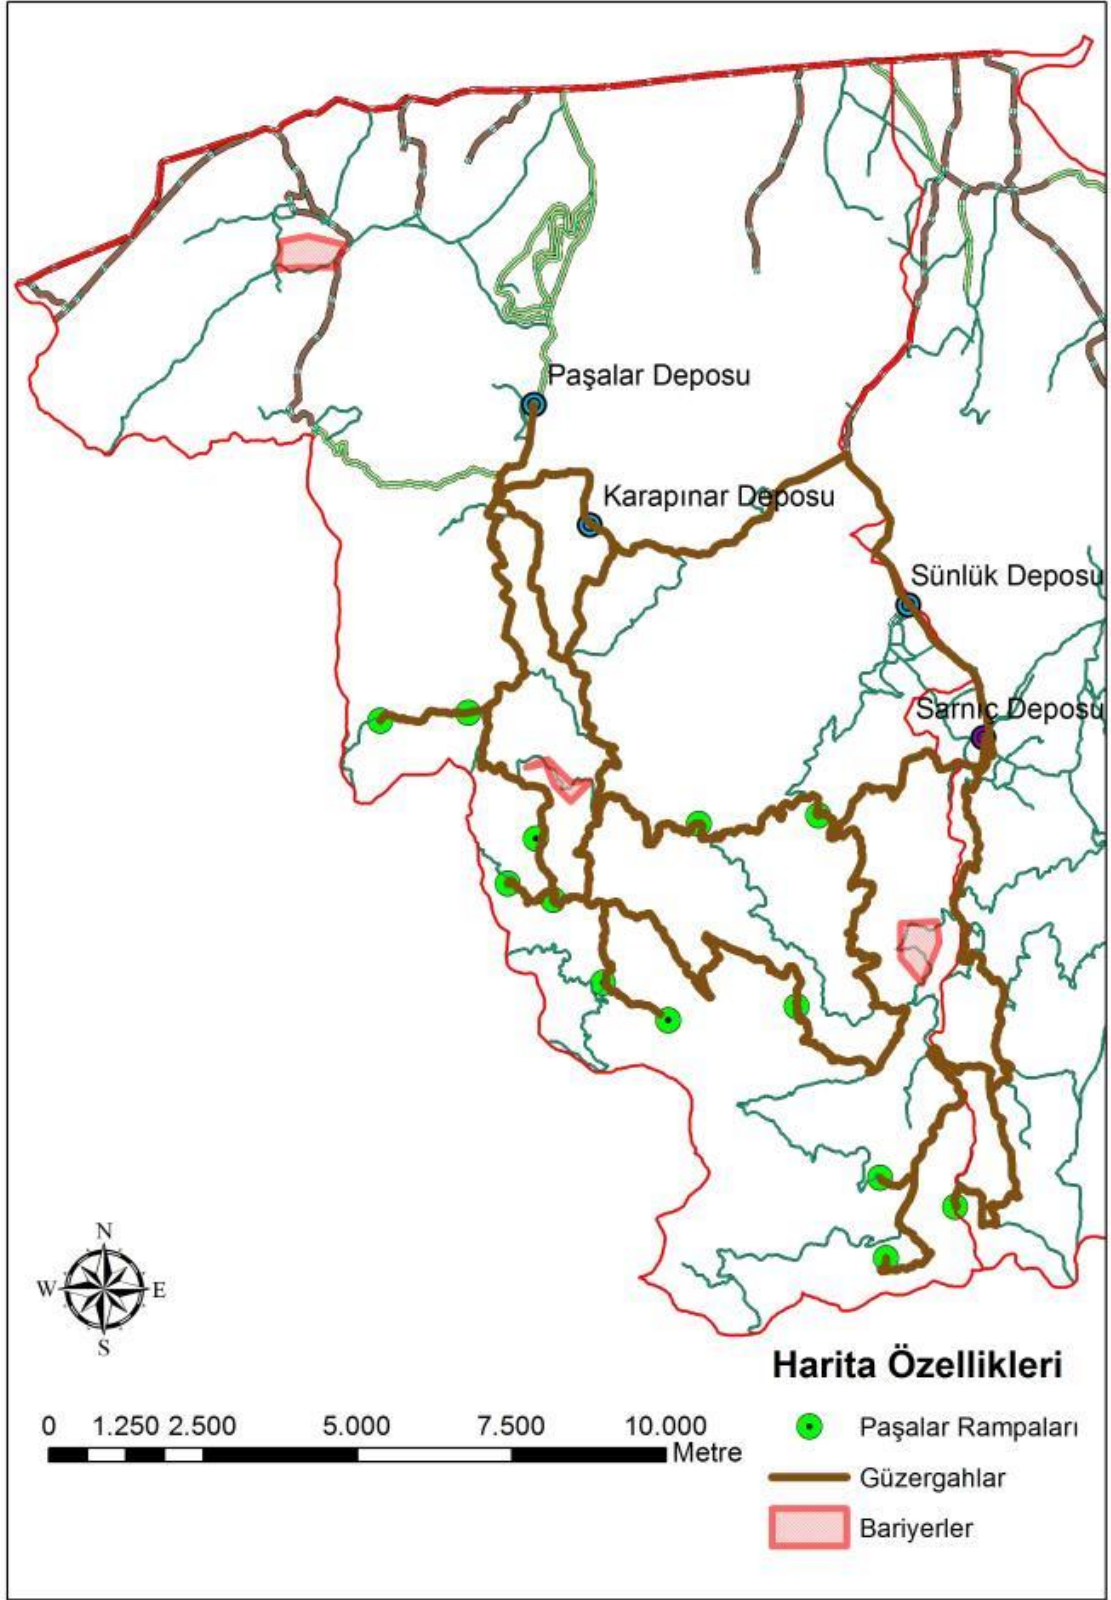 Paşalar Deposu
Karapınar Deposu
Sünlük Deposu
Sarnıç Deposu
N
W E
S
Harita Özellikleri
0 1.250 2.500 5.000 7.500 10.000
Metre
Paşalar Rampaları
Güzergahlar
Bariyerler